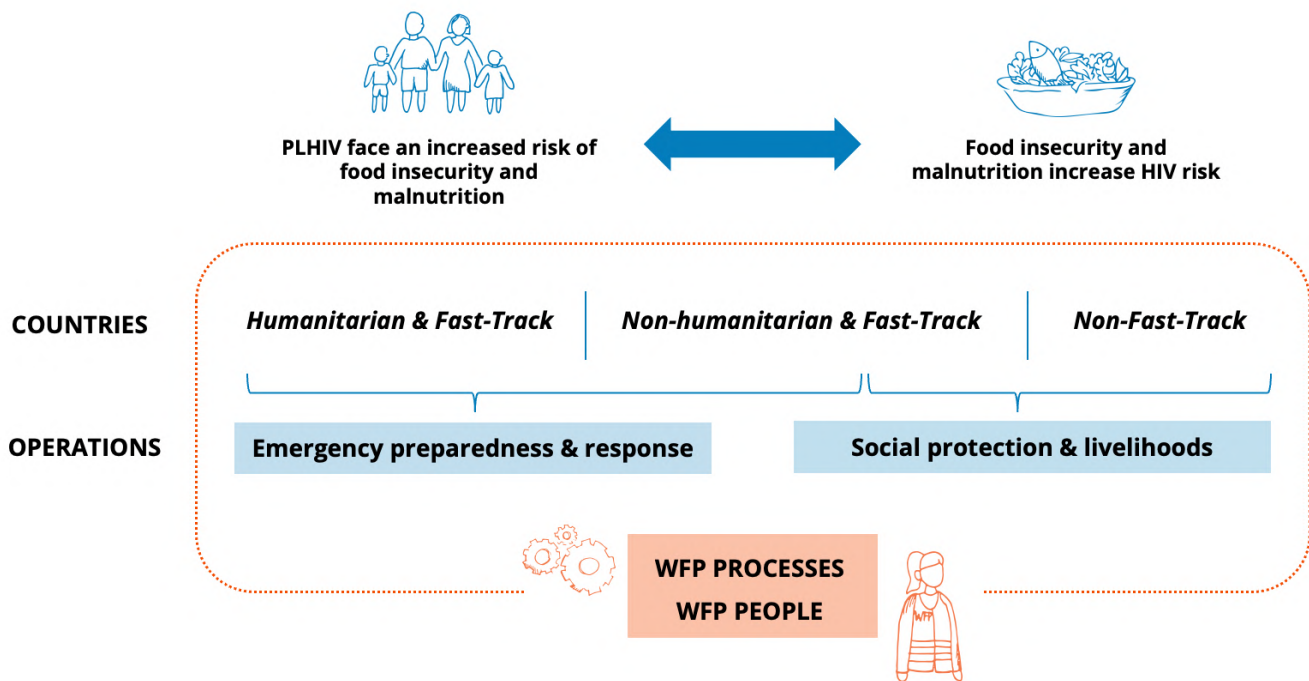 PLHIV face an increased risk of
food insecurity and
malnutrition
Food insecurity and
malnutrition increase HIV risk
COUNTRIES
Humanitarian & Fast-Track
Non-humanitarian & Fast-Track
Non-Fast-Track
OPERATIONS
Emergency preparedness & response
Social protection & livelihoods
WFP PROCESSES
WFP PEOPLE
WFP